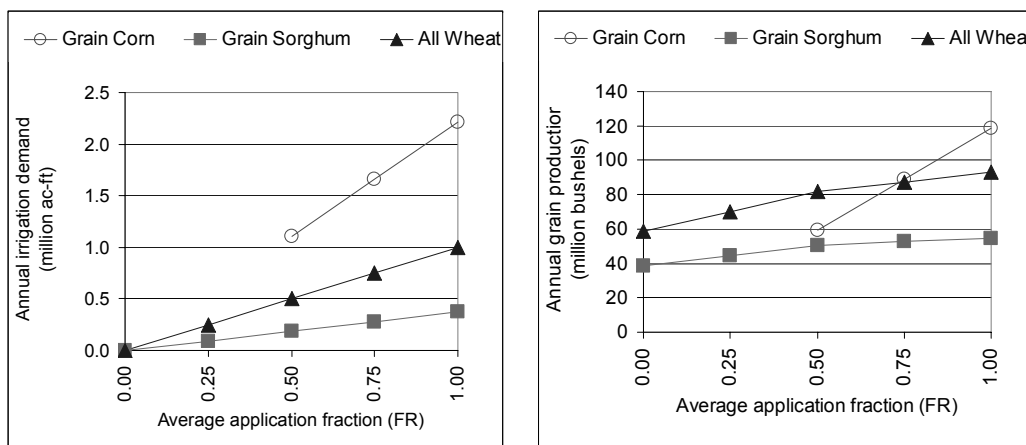 Grain Corn Grain Sorghum All Wheat
Annual irrigation demand
(million ac-ft)
2.5
2.0
1.5
1.0
0.5
0.0
0.00 0.25 0.50 0.75 1.00
Average application fraction (FR)
Grain Corn Grain Sorghum All Wheat
Annual grain production
(million bushels)
140
120
100
80
60
40
20
0
0.00 0.25 0.50 0.75 1.00
Average application fraction (FR)